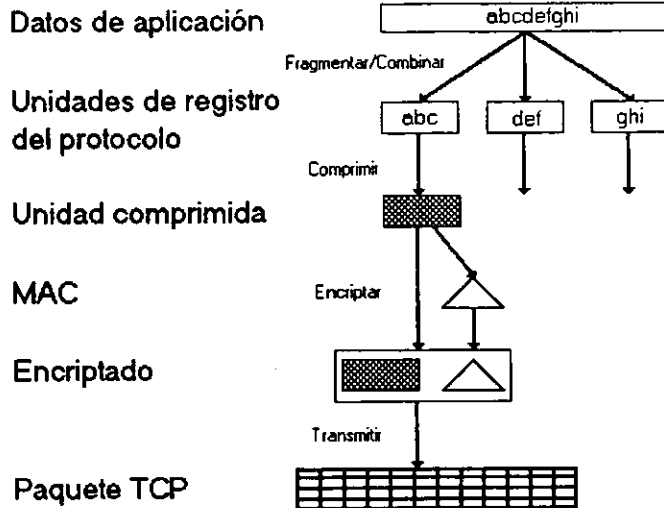 Datos de aplicación
abcdefghi
Fragmentar/Combinar
Unidades de registro
del protocolo
abc
def
ghi
Comprimir
Unidad comprimida
MAC
Encriptar
Encriptado
Transmitir
Paquete TCP